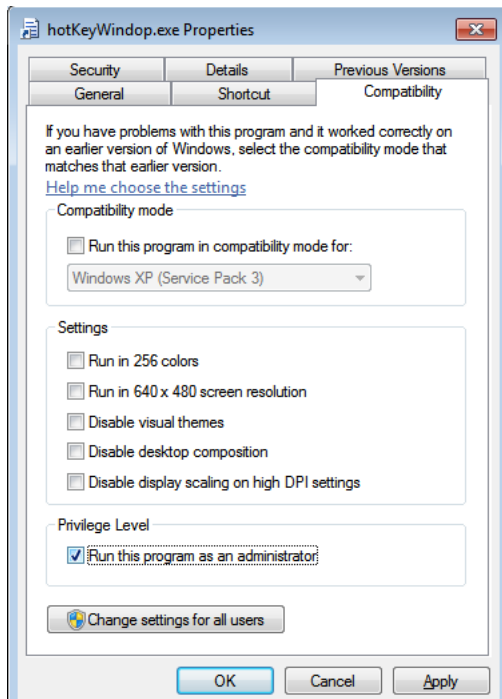 hotKeyWindop.exe Properties
Security Details Previous Versions
General Shortcut Compatibility
If you have problems with this program and it worked correctly on
an earlier version of Windows, select the compatibility mode that
matches that earlier version.
Help me choose the settings
Compatibility mode
Run this program in compatibility mode for:
Windows XP (Service Pack 3)
Settings
Run in 256 colors
Run in 640 x 480 screen resolution
Disable visual themes
Disable desktop composition
Disable display scaling on high DPI settings
Privilege Level
Run this program as an administrator
Change settings for all users
OK Cancel Apply